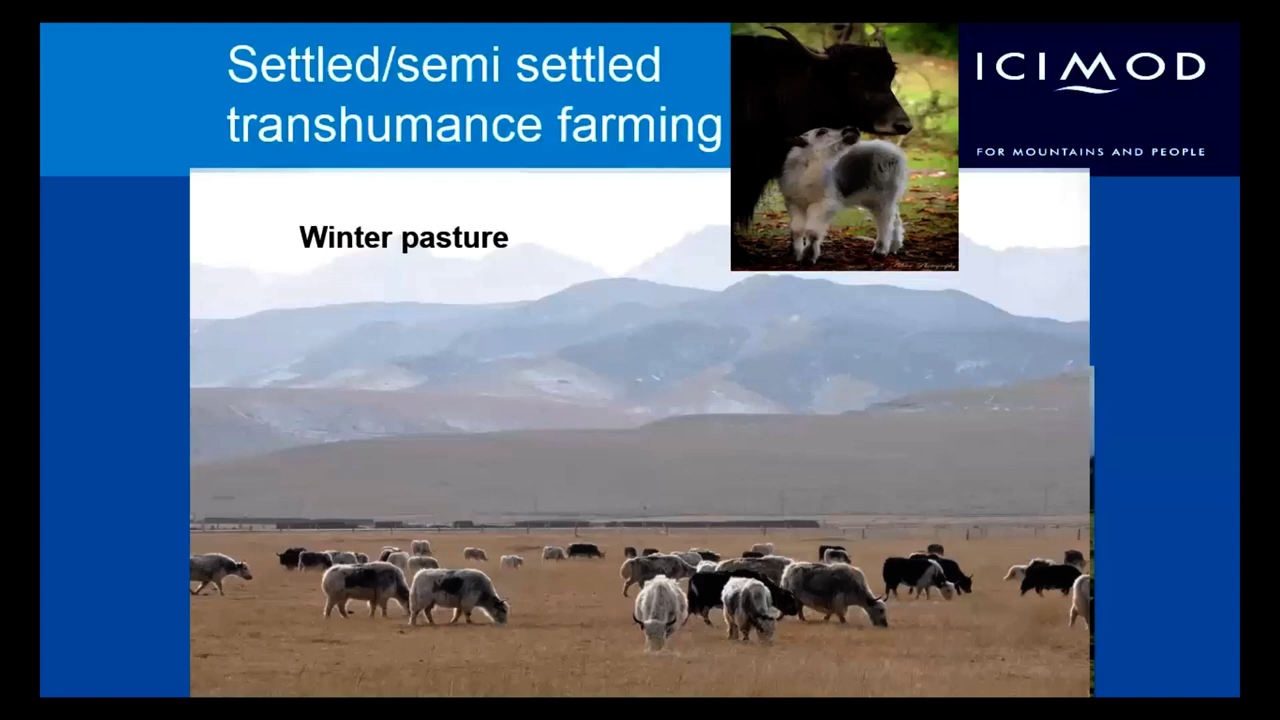 Settled/semi settled
transhumance farming
ICIMOD
FOR MOUNTAINS AND PEOPLE
Winter pasture